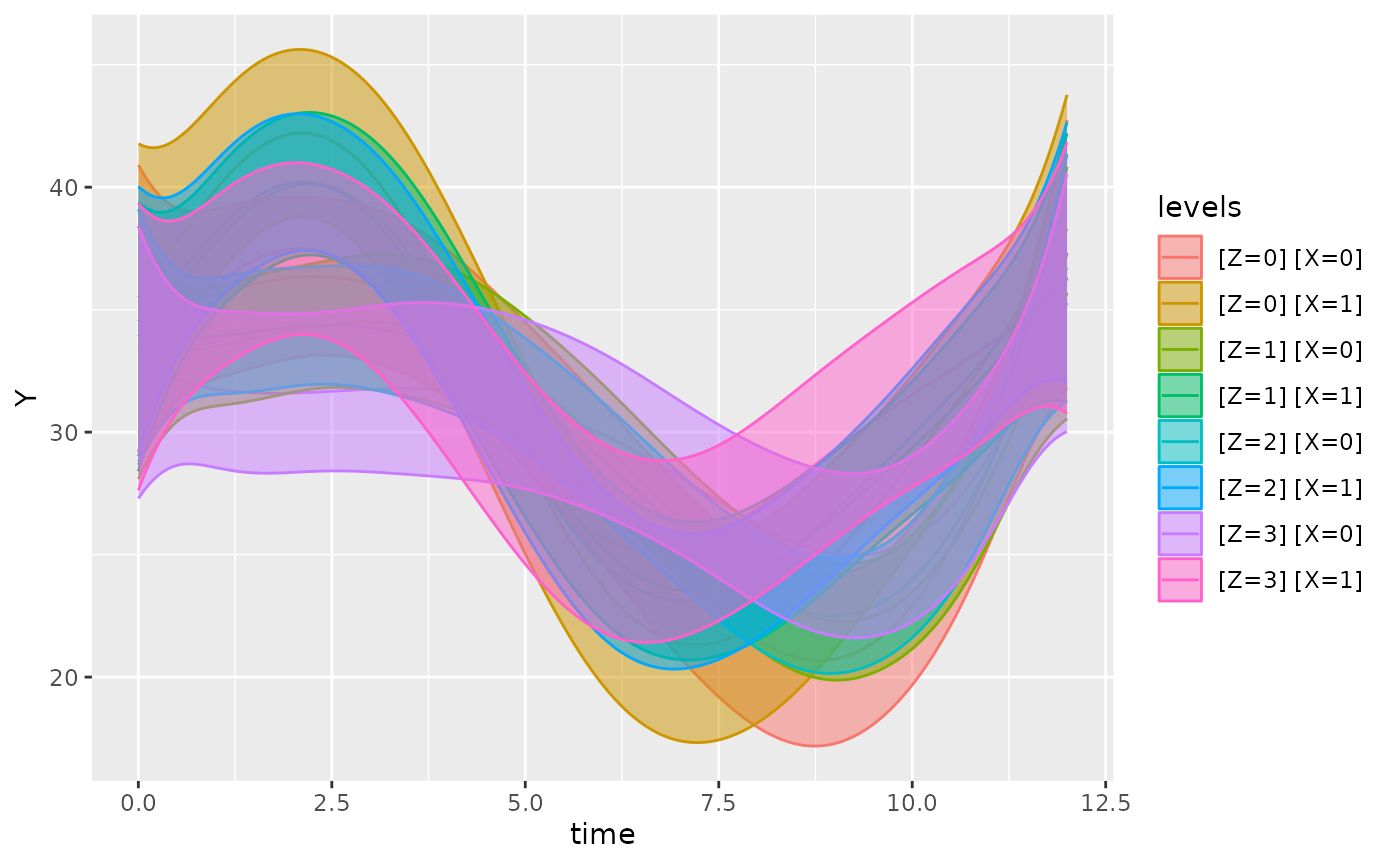 Y
40
30
20
0.0 2.5 5.0 7.5 10.0 12.5
time
levels
[Z=0] [X=0]
[Z=0] [X=1]
[Z=1] [X=0]
[Z=1] [X=1]
[Z=2] [X=0]
[Z=2] [X=1]
[Z=3] [X=0]
[Z=3] [X=1]